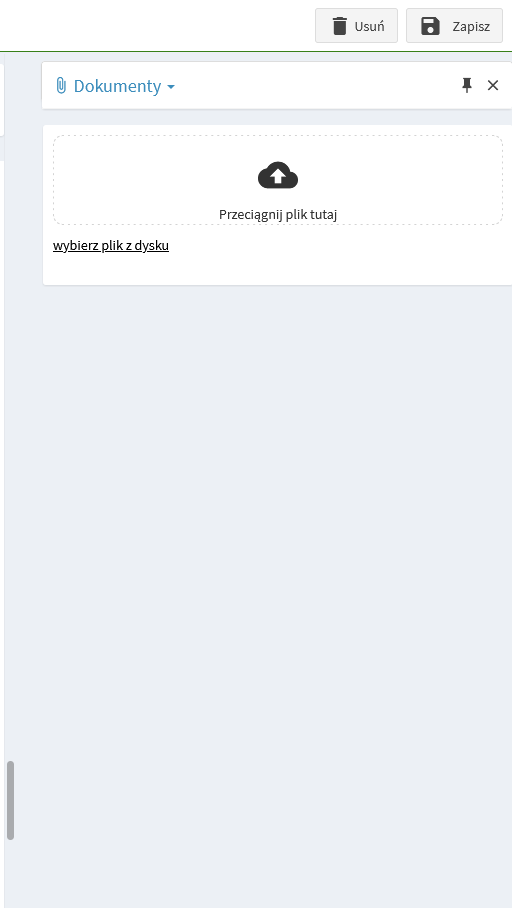 Usuń Zapisz
Dokumenty
Przeciągnij plik tutaj
wybierz plik z dysku